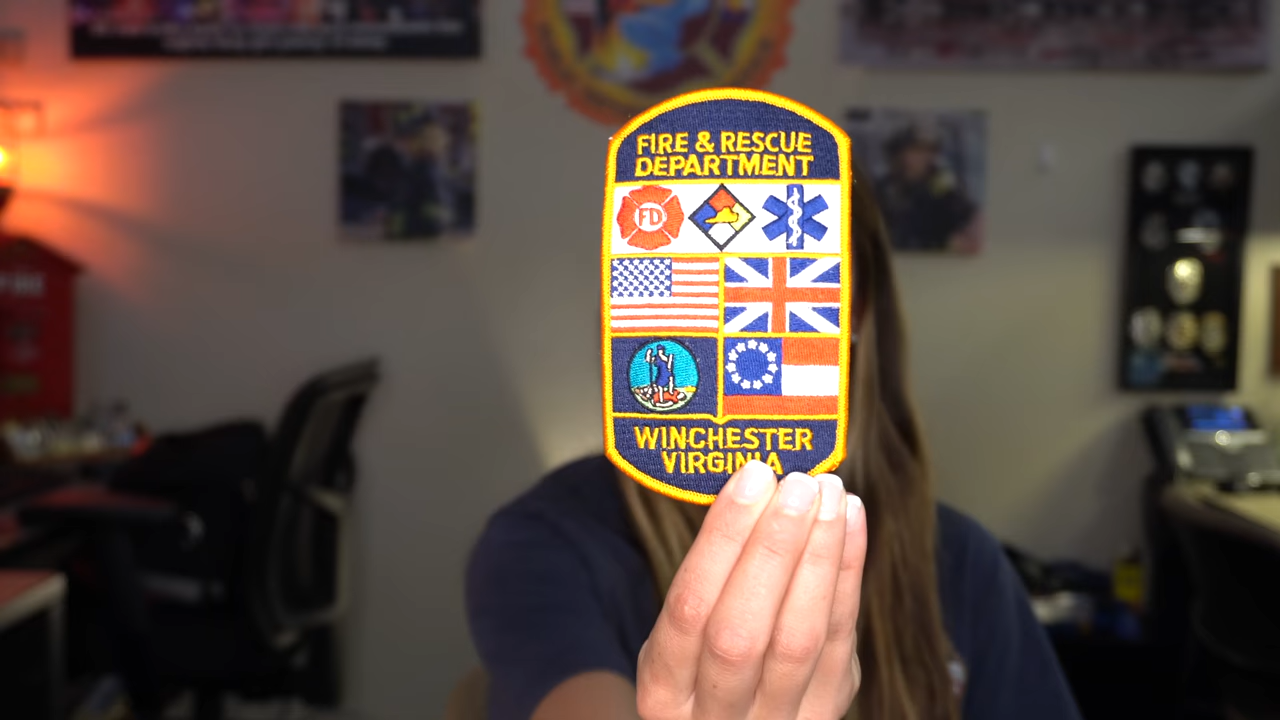 FIRE & RESCUE
DEPARTMENT
FD
WINCHESTER
VIRGINIA